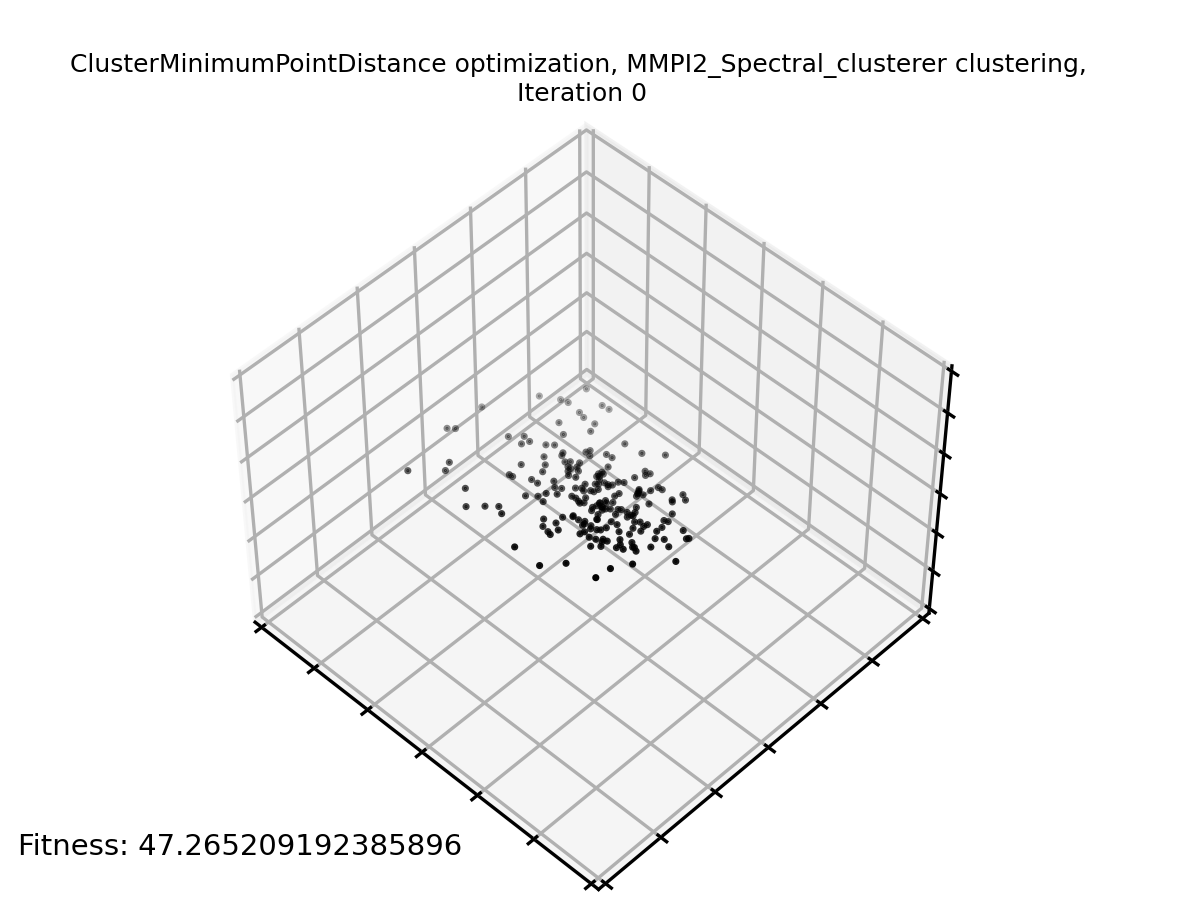 ClusterMinimumPointDistance optimization, MMPI2_Spectral_clusterer clustering,
Iteration 0
Fitness: 47.265209192385896